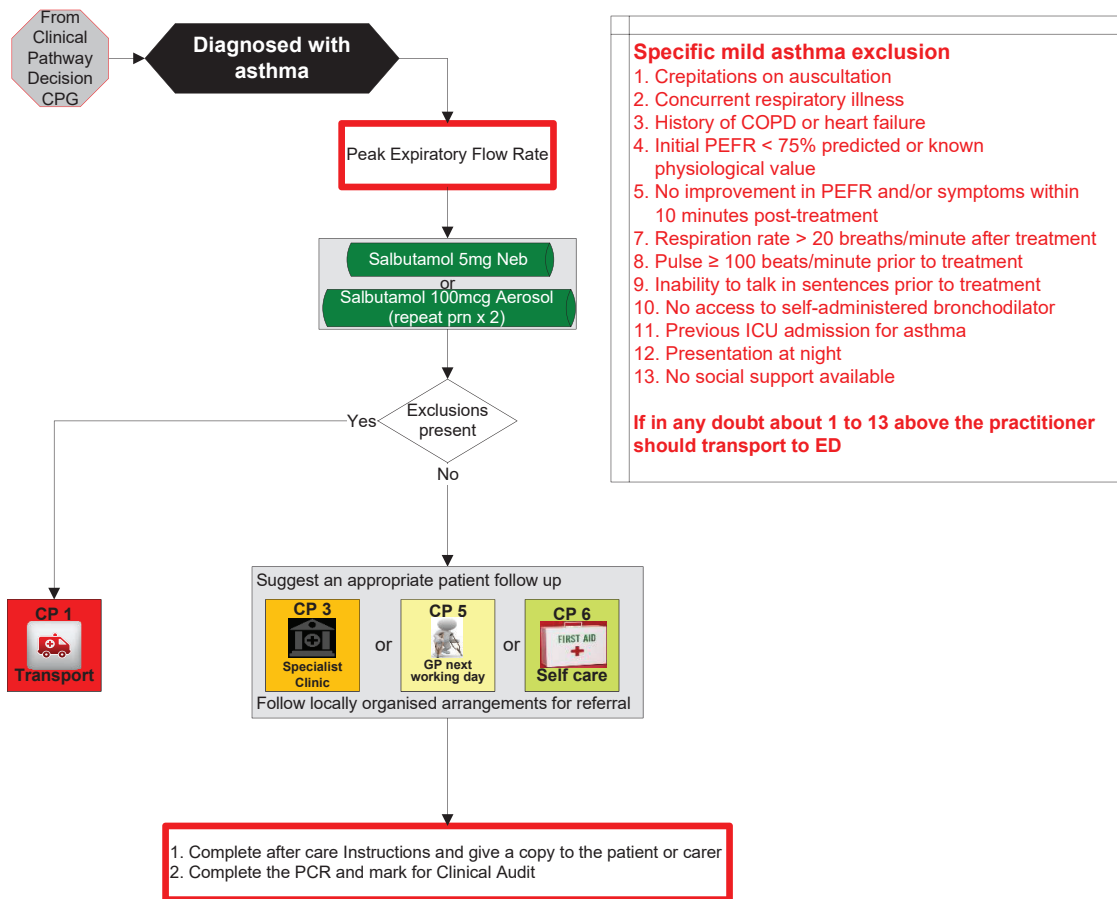 From
Clinical
Pathway
Decision
CPG
Diagnosed with
asthma
Peak Expiratory Flow Rate
Salbutamol 5mg Neb
or
Salbutamol 100mcg Aerosol
(repeat prn x 2)
Exclusions
present
Yes
No
CP 1
Transport
Suggest an appropriate patient follow up
CP 3
Specialist
Clinic
or
CP 5
GP next
working day
or
CP 6
FIRST AID
Self care
Follow locally organised arrangements for referral
1. Complete after care Instructions and give a copy to the patient or carer
2. Complete the PCR and mark for Clinical Audit
Specific mild asthma exclusion
1. Crepitations on auscultation
2. Concurrent respiratory illness
3. History of COPD or heart failure
4. Initial PEFR < 75% predicted or known
physiological value
5. No improvement in PEFR and/or symptoms within
10 minutes post-treatment
7. Respiration rate > 20 breaths/minute after treatment
8. Pulse ≥ 100 beats/minute prior to treatment
9. Inability to talk in sentences prior to treatment
10. No access to self-administered bronchodilator
11. Previous ICU admission for asthma
12. Presentation at night
13. No social support available
If in any doubt about 1 to 13 above the practitioner
should transport to ED